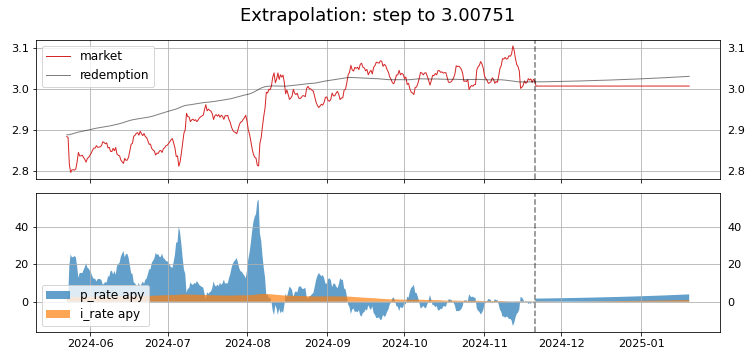 Extrapolation: step to 3.00751
3.1
3.0
2.9
2.8
market
redemption
3.1
3.0
2.9
2.8
40
20
0
p_rate apy
i_rate apy
40
20
0
2024-06 2024-07 2024-08 2024-09 2024-10 2024-11 2024-12 2025-01